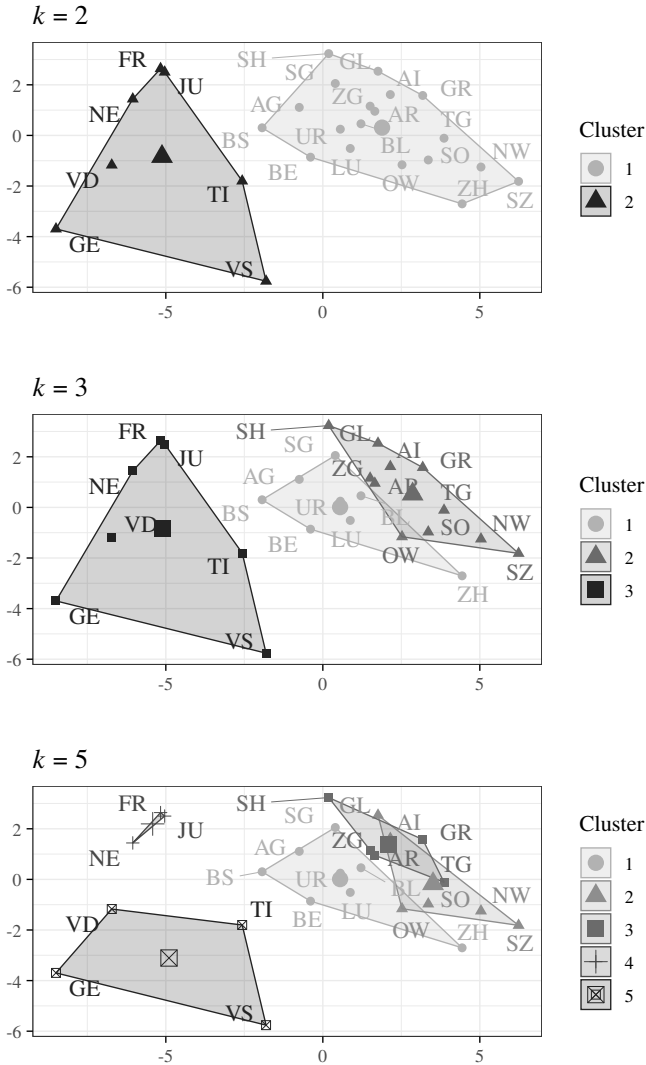 k = 2
FR
SH
GL
SG
AI
JU
GR
NE
AG
ZG
AR
TG
BS
UR
BL
SO
NW
VD
BE
LU
TI
OW
ZH
SZ
GE
VS
2
0
-2
-4
-6
-5
0
5
Cluster
1
2
k = 3
FR
SH
GL
SG
AI
JU
GR
NE
AG
ZG
AR
TG
BS
UR
BL
VD
SO
NW
BE
LU
TI
OW
SZ
ZH
GE
VS
2
0
-2
-4
-6
-5
0
5
Cluster
1
2
3
k = 5
FR
SH
GL
SG
AI
JU
GR
NE
AG
ZG
AR
TG
BS
UR
BL
SO
NW
VD
TI
BE
LU
OW
ZH
SZ
GE
VS
2
0
-2
-4
-6
-5
0
5
Cluster
1
2
3
4
5